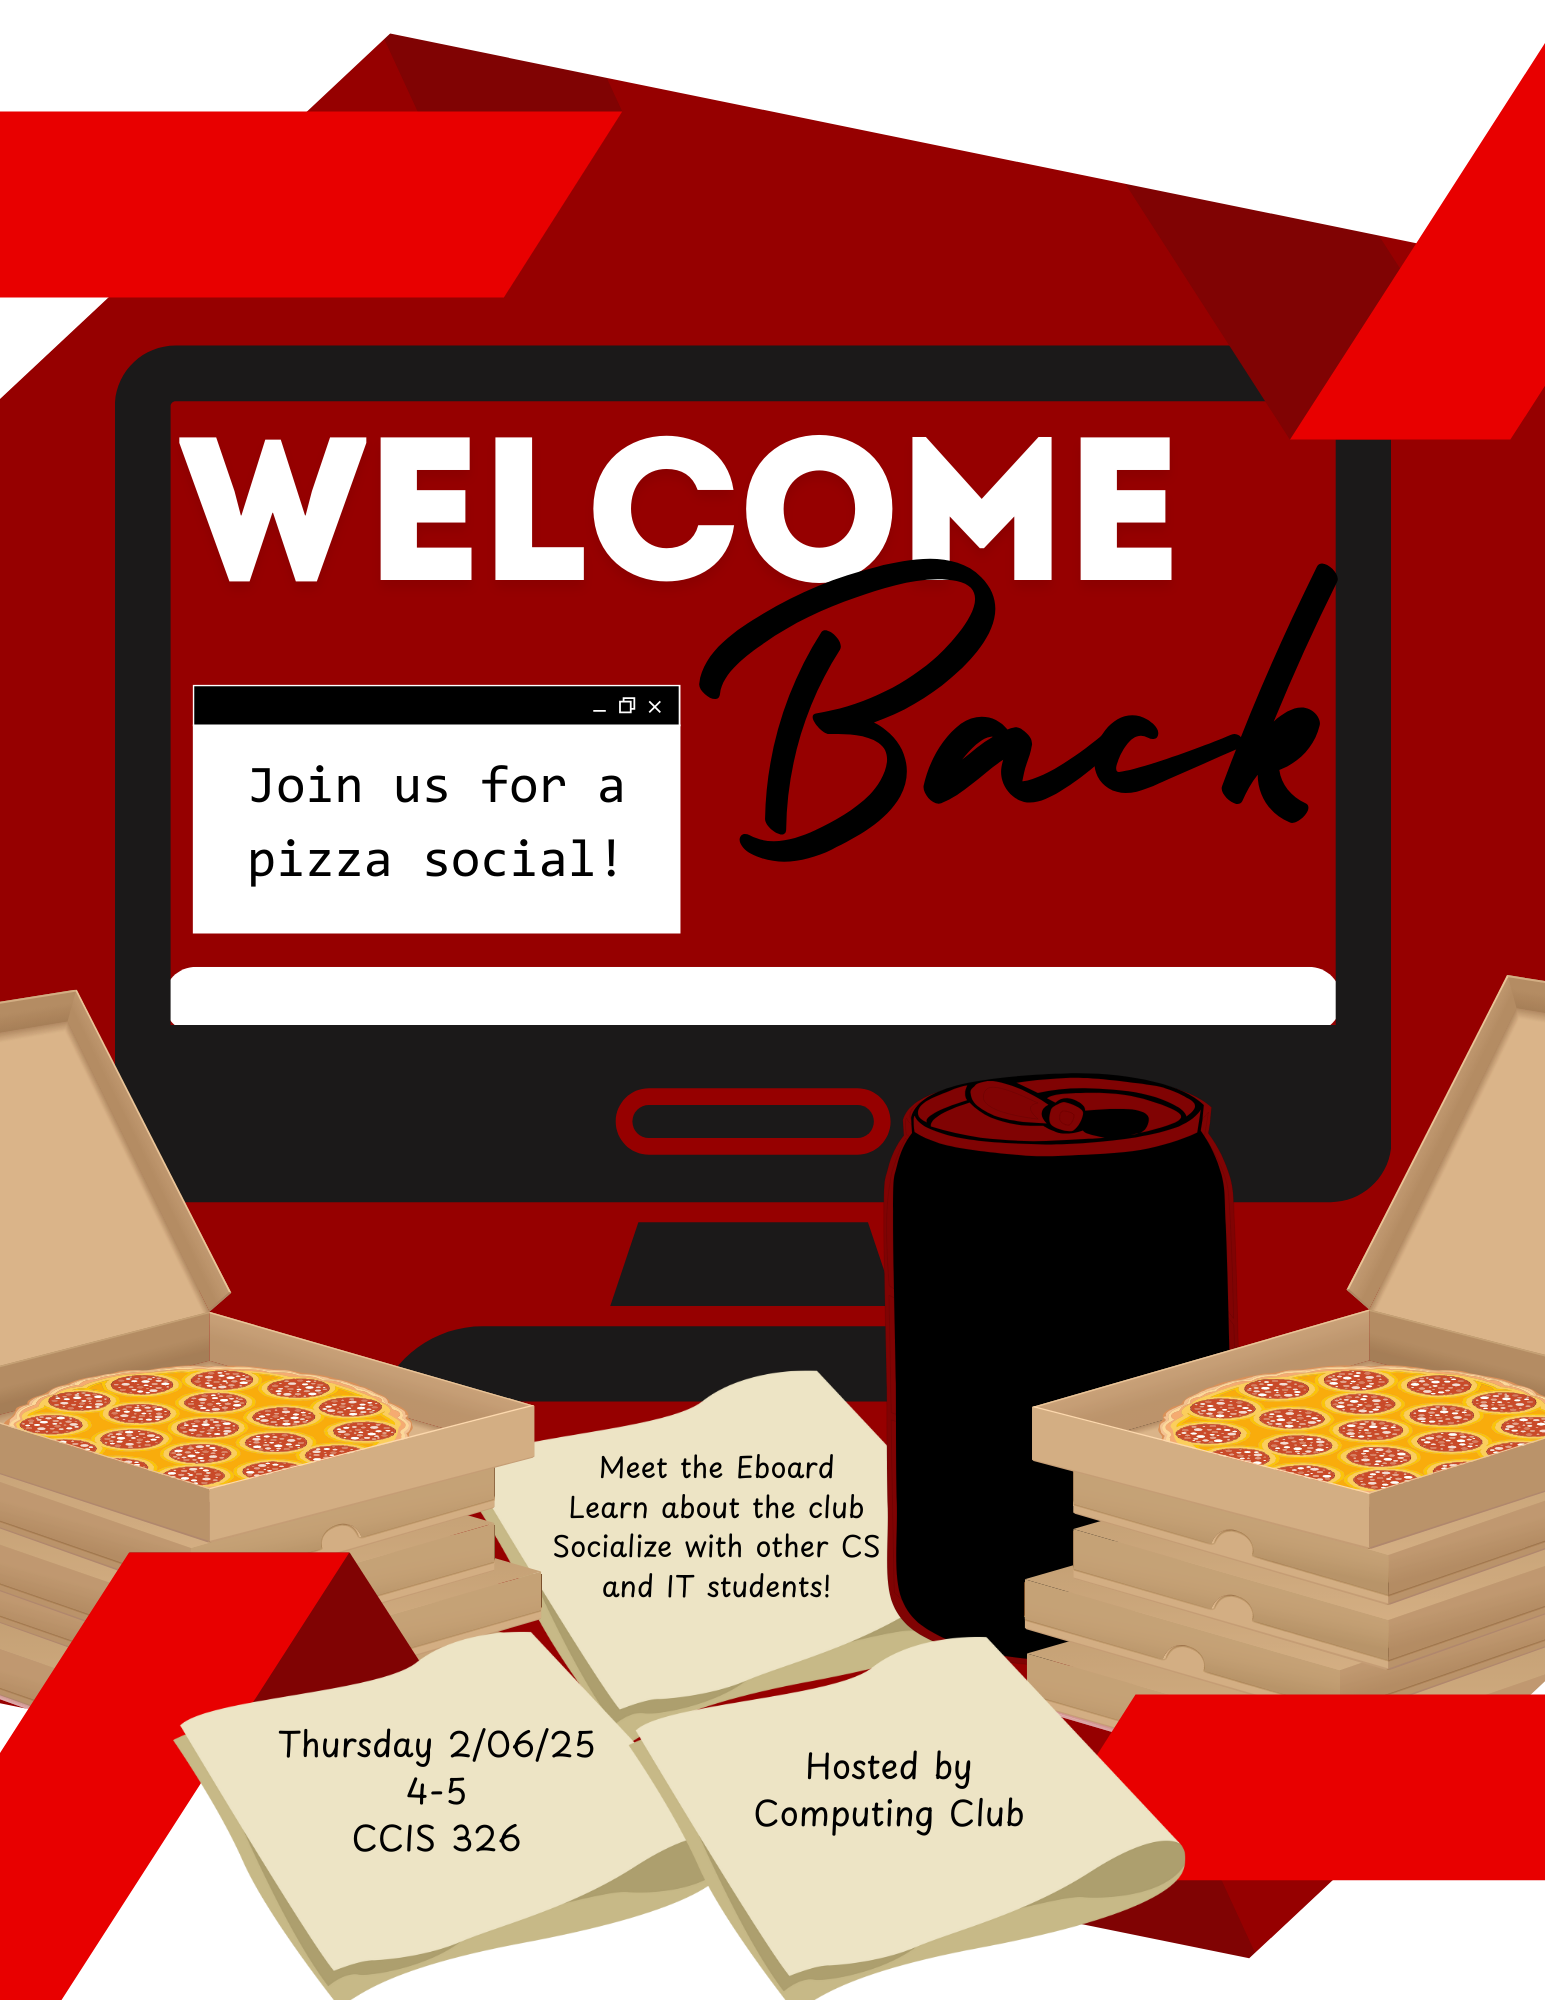 WELCOME
Back
Join us for a
pizza social!
Meet the Eboard
Learn about the club
Socialize with other CS
and IT students!
Thursday 2/06/25
4-5
CCIS 326
Hosted by
Computing Club